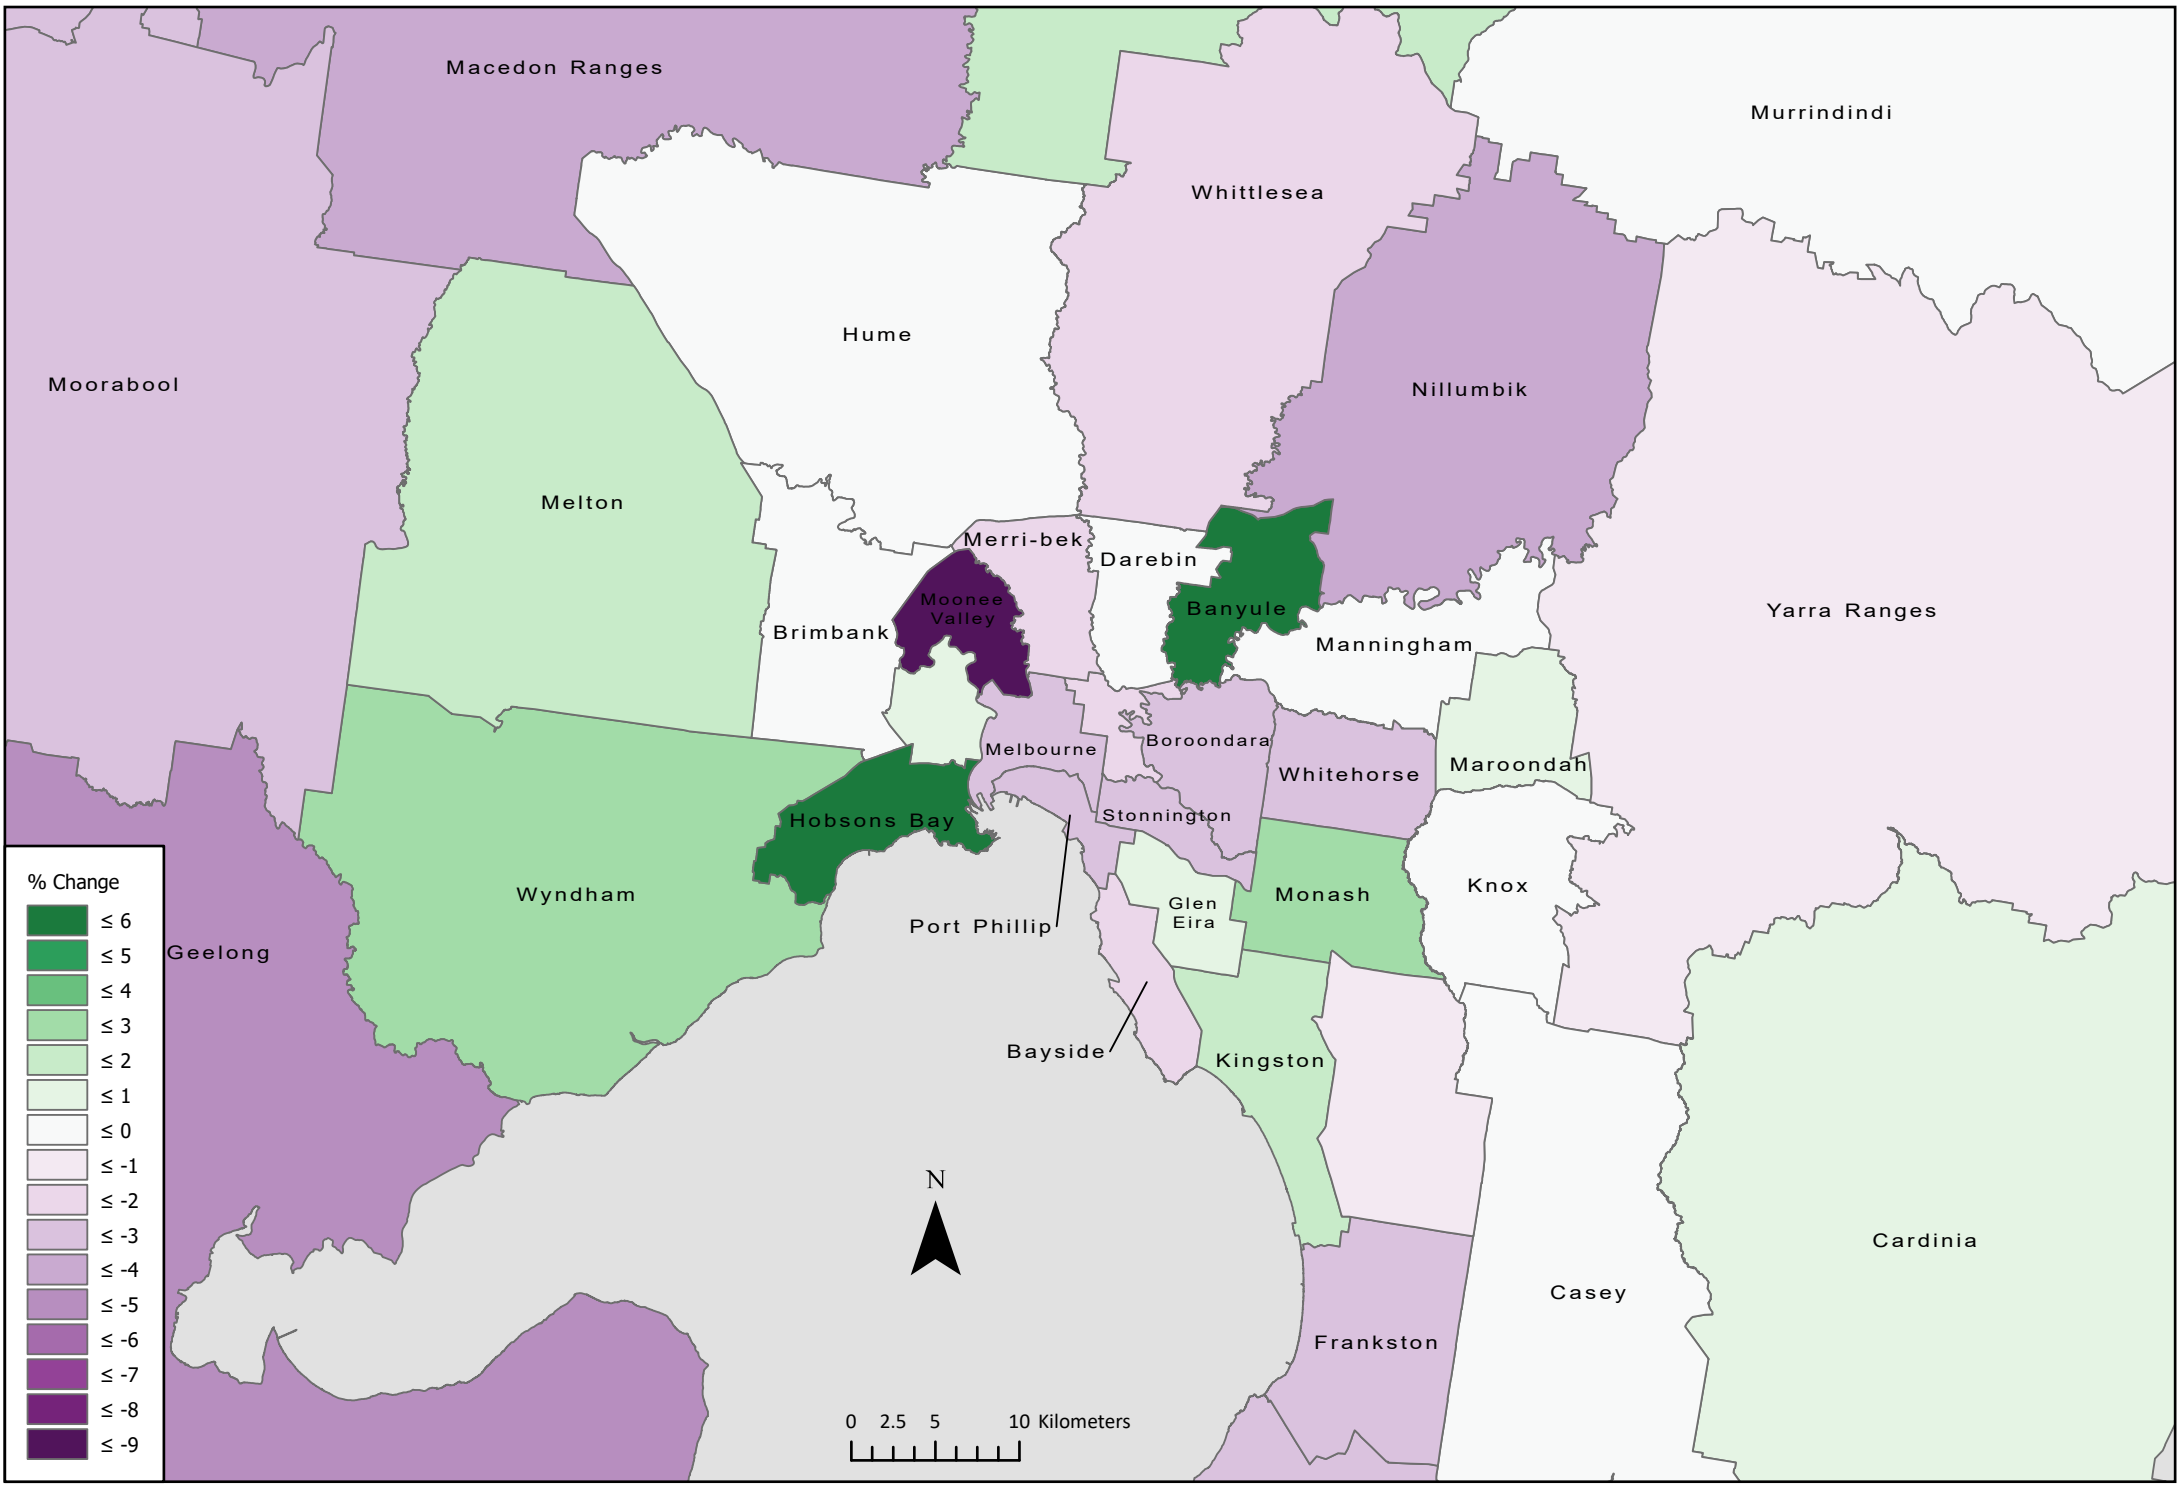 Macedon Ranges
Murrindindi
Whittlesea
Hume
Moorabool
Nillumbik
Melton
Merri-bek
Darebin
Moonee
Valley
Banyule
Yarra Ranges
Brimbank
Manningham
Melbourne
Boroondara
Whitehorse
Maroondah
Hobsons Bay
Stonnington
Wyndham
Glen
Eira
Monash
Knox
Port Phillip
Geelong
Bayside
Kingston
Cardinia
Casey
Frankston
% Change
≤ 6
≤ 5
≤ 4
≤ 3
≤ 2
≤ 1
≤ 0
≤ -1
≤ -2
≤ -3
≤ -4
≤ -5
≤ -6
≤ -7
≤ -8
≤ -9
N
0 2.5 5 10 Kilometers